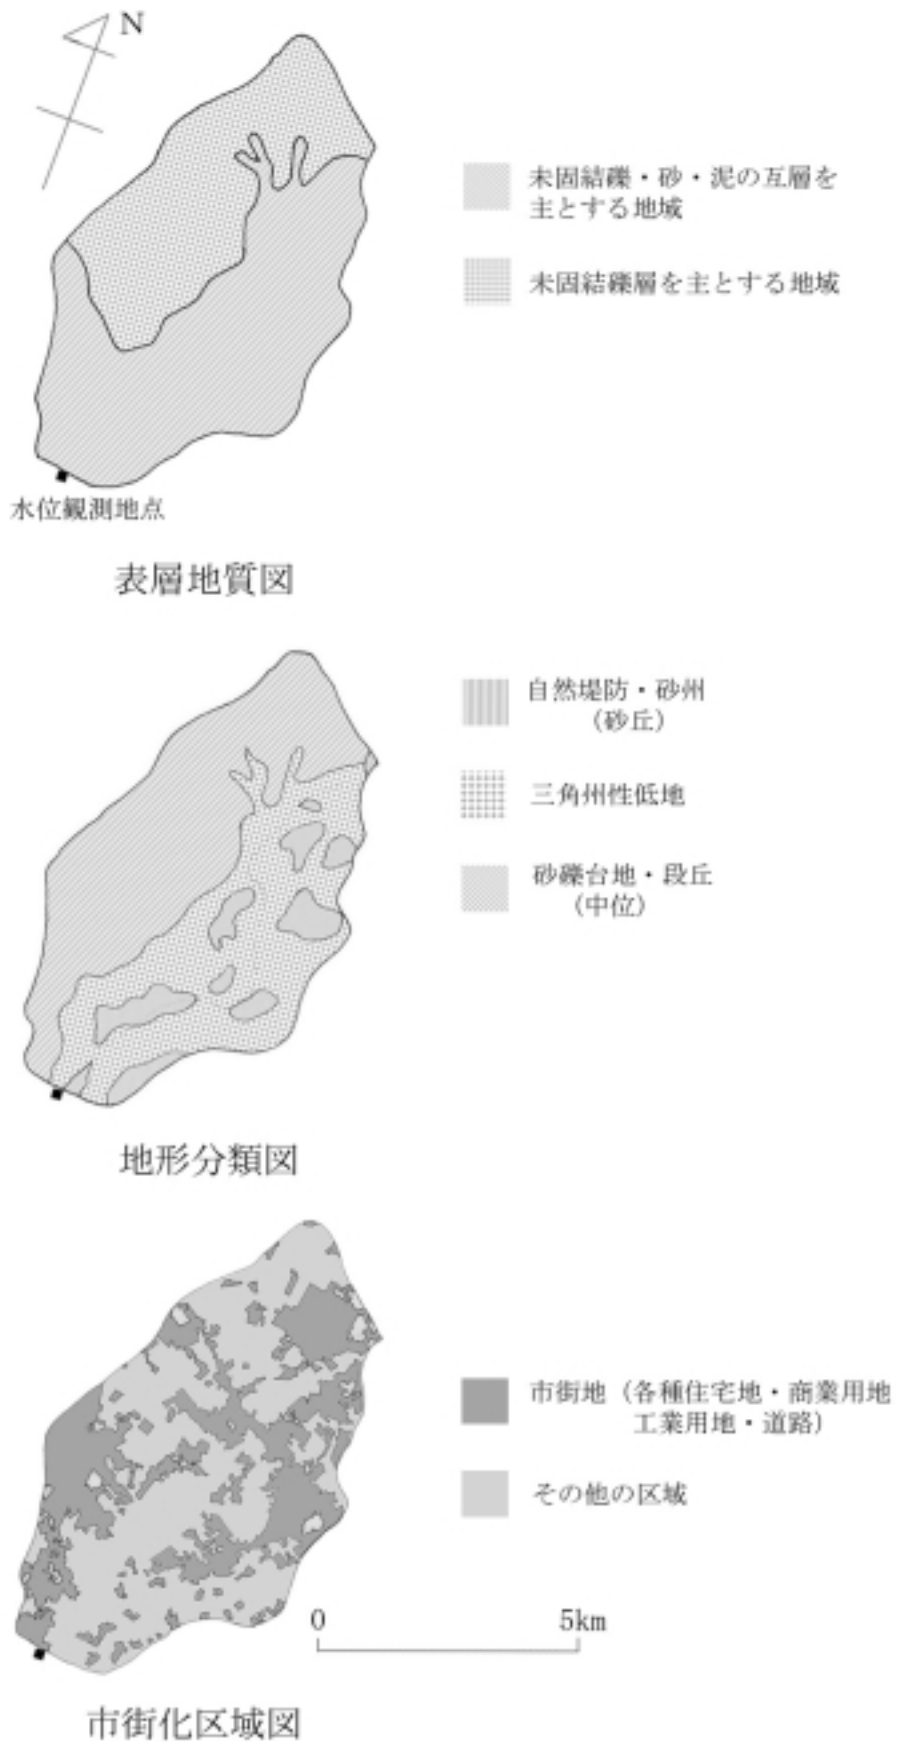 N
未固結礫・砂・泥の互層を
主とする地域
未固結礫層を主とする地域
水位観測地点
表層地質図
自然堤防・砂州
(砂丘)
三角州性低地
砂礫台地・段丘
(中位)
地形分類図
市街地（各種住宅地・商業用地
工業用地・道路）
その他の区域
0 5km
市街化区域図